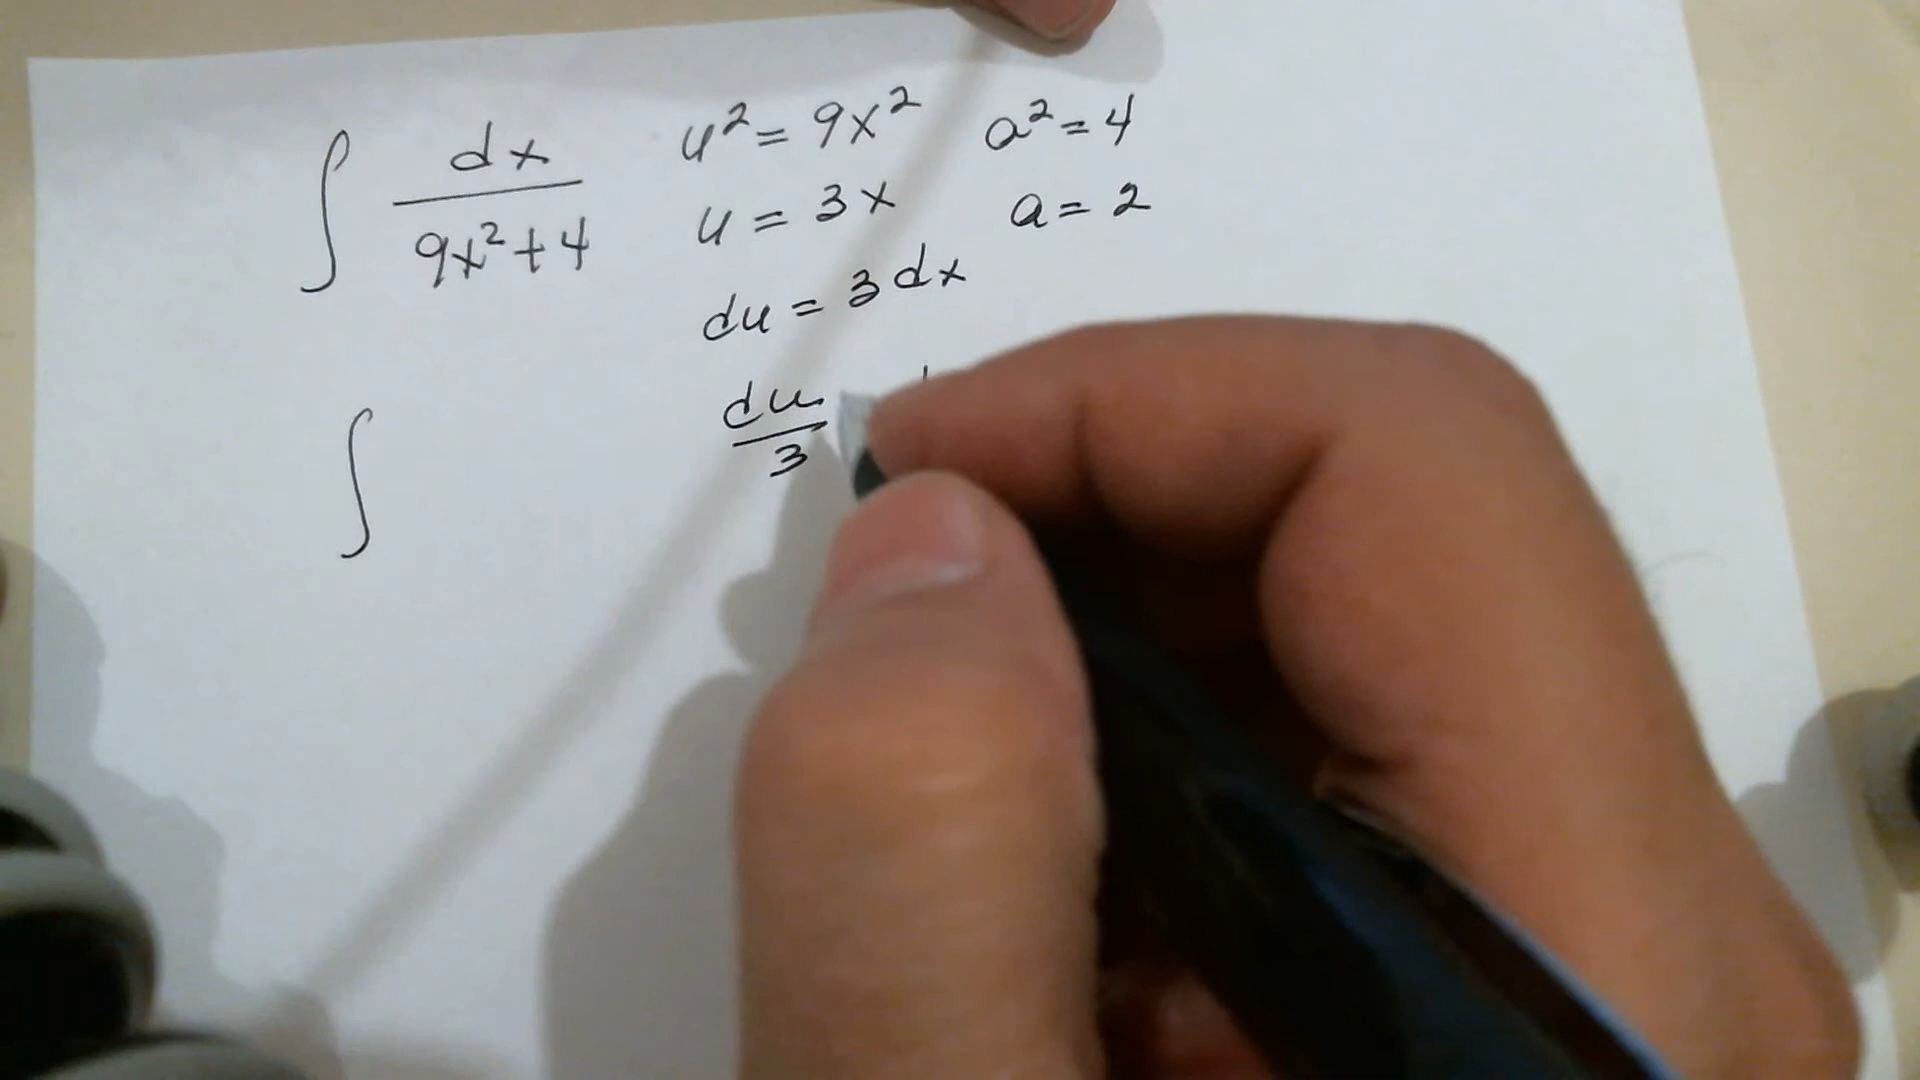 ∫ dx / 9x²+4
u² = 9x² a² = 4
u = 3x a = 2
du = 3dx
∫ du/3